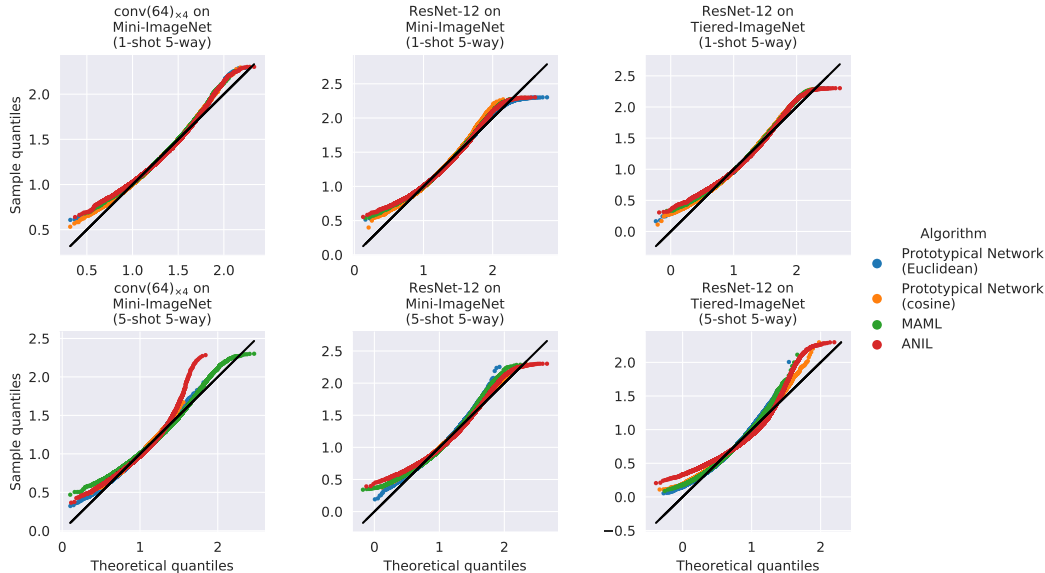 conv(64)×4 on
Mini-ImageNet
(1-shot 5-way)
ResNet-12 on
Mini-ImageNet
(1-shot 5-way)
ResNet-12 on
Tiered-ImageNet
(1-shot 5-way)
Sample quantiles
2.0
1.5
1.0
0.5
0.5 1.0 1.5 2.0
2.5
2.0
1.5
1.0
0.5
0.0
0 1 2
2.5
2.0
1.5
1.0
0.5
0.0
0 1 2
conv(64)×4 on
Mini-ImageNet
(5-shot 5-way)
ResNet-12 on
Mini-ImageNet
(5-shot 5-way)
ResNet-12 on
Tiered-ImageNet
(5-shot 5-way)
Sample quantiles
2.5
2.0
1.5
1.0
0.5
0.0
0 1 2
Theoretical quantiles
2.5
2.0
1.5
1.0
0.5
0.0
0 1 2
Theoretical quantiles
2.0
1.5
1.0
0.5
0.0
−0.5
0 1 2
Theoretical quantiles
Algorithm
Prototypical Network
(Euclidean)
Prototypical Network
(cosine)
MAML
ANIL